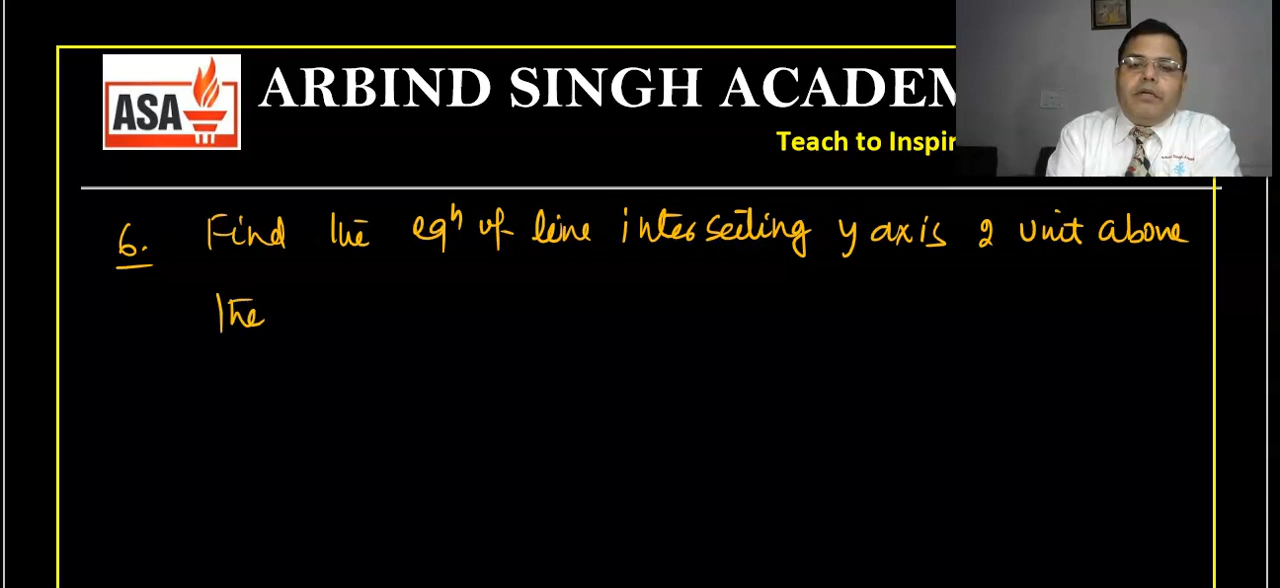 ASA
ARBIND SINGH ACADEM
Teach to Inspir
6. Find the eqn of line intersecting y axis 2 unit above
the